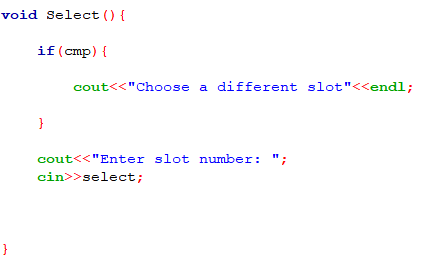 void Select(){
if(cmp){
cout<<"Choose a different slot"<<endl;
}
cout<<"Enter slot number: ";
cin>>select;
}